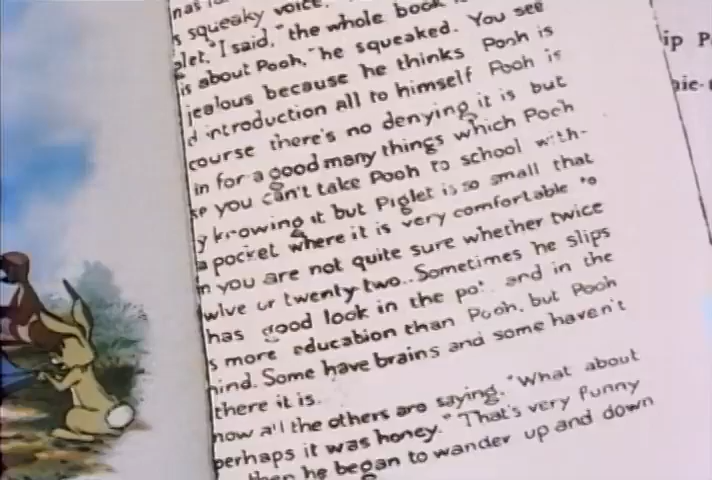 s squeaky voice.
let, "I said, "the whole book
is about Pooh, "he squeaked. You see
jealous because he thinks Pooh is
d introduction all to himself Pooh is
course there's no denying it is but
in for a good many things which Pooh
se you can't take Pooh to school with-
y knowing it but Piglet is so small that
a pocket where it is very comfortable to
n you are not quite sure whether twice
wlve or twenty-two.. Sometimes he slips
has good look in the pot and in the
s more education than Pooh, but Pooh
mind. Some have brains and some haven't
there it is.
now all the others are saying, "What about
perhaps it was honey." That's very funny
then he began to wander up and down
ip P